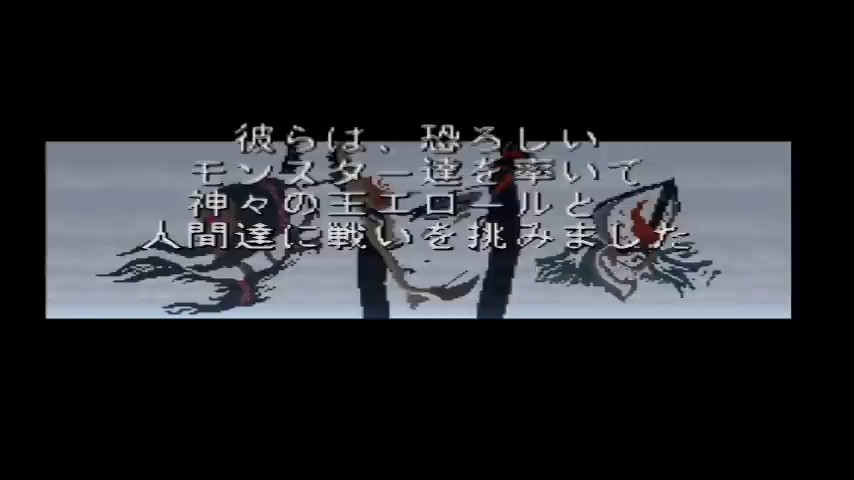 彼らは、恐ろしい
モンスター達を率いて
神々の王エロールと
人間達に戦いを挑みました